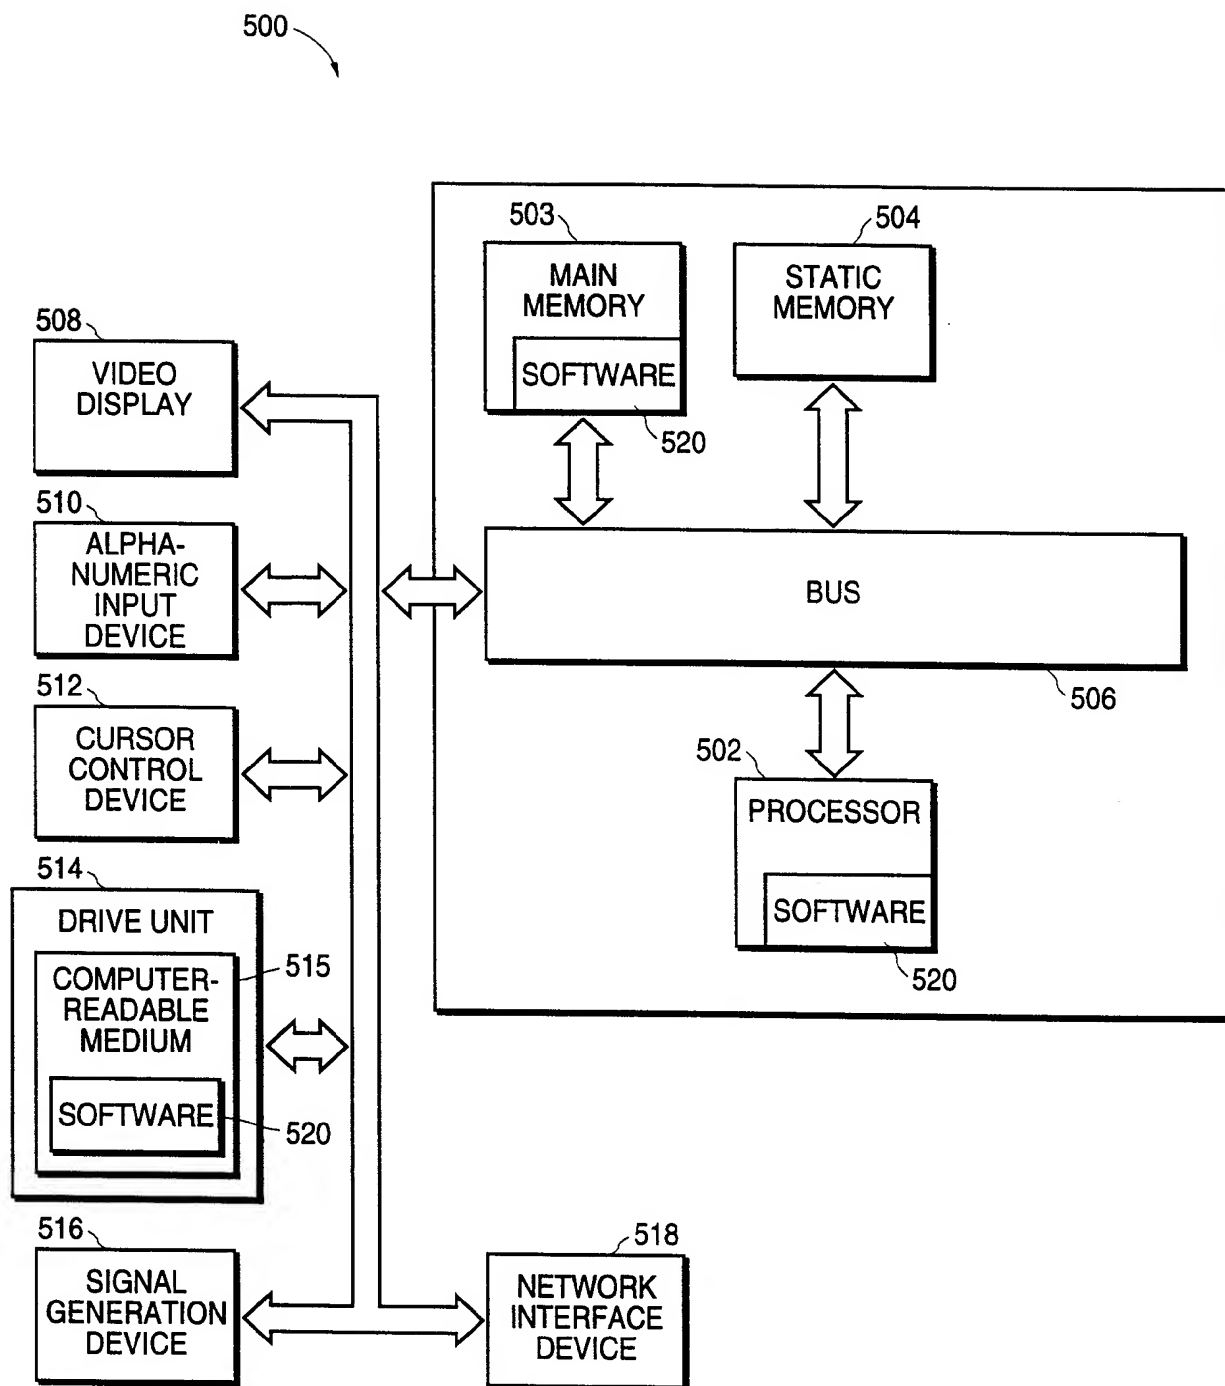 500
503
MAIN
MEMORY
SOFTWARE
520
504
STATIC
MEMORY
508
VIDEO
DISPLAY
510
ALPHA-
NUMERIC
INPUT
DEVICE
BUS
506
512
CURSOR
CONTROL
DEVICE
502
PROCESSOR
SOFTWARE
520
514
DRIVE UNIT
515
COMPUTER-
READABLE
MEDIUM
SOFTWARE
520
516
SIGNAL
GENERATION
DEVICE
518
NETWORK
INTERFACE
DEVICE